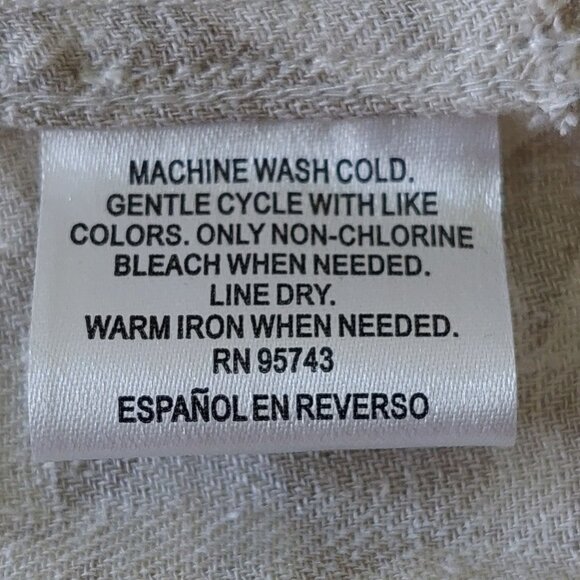 MACHINE WASH COLD.
GENTLE CYCLE WITH LIKE
COLORS. ONLY NON-CHLORINE
BLEACH WHEN NEEDED.
LINE DRY.
WARM IRON WHEN NEEDED.
RN 95743
ESPAÑOL EN REVERSO